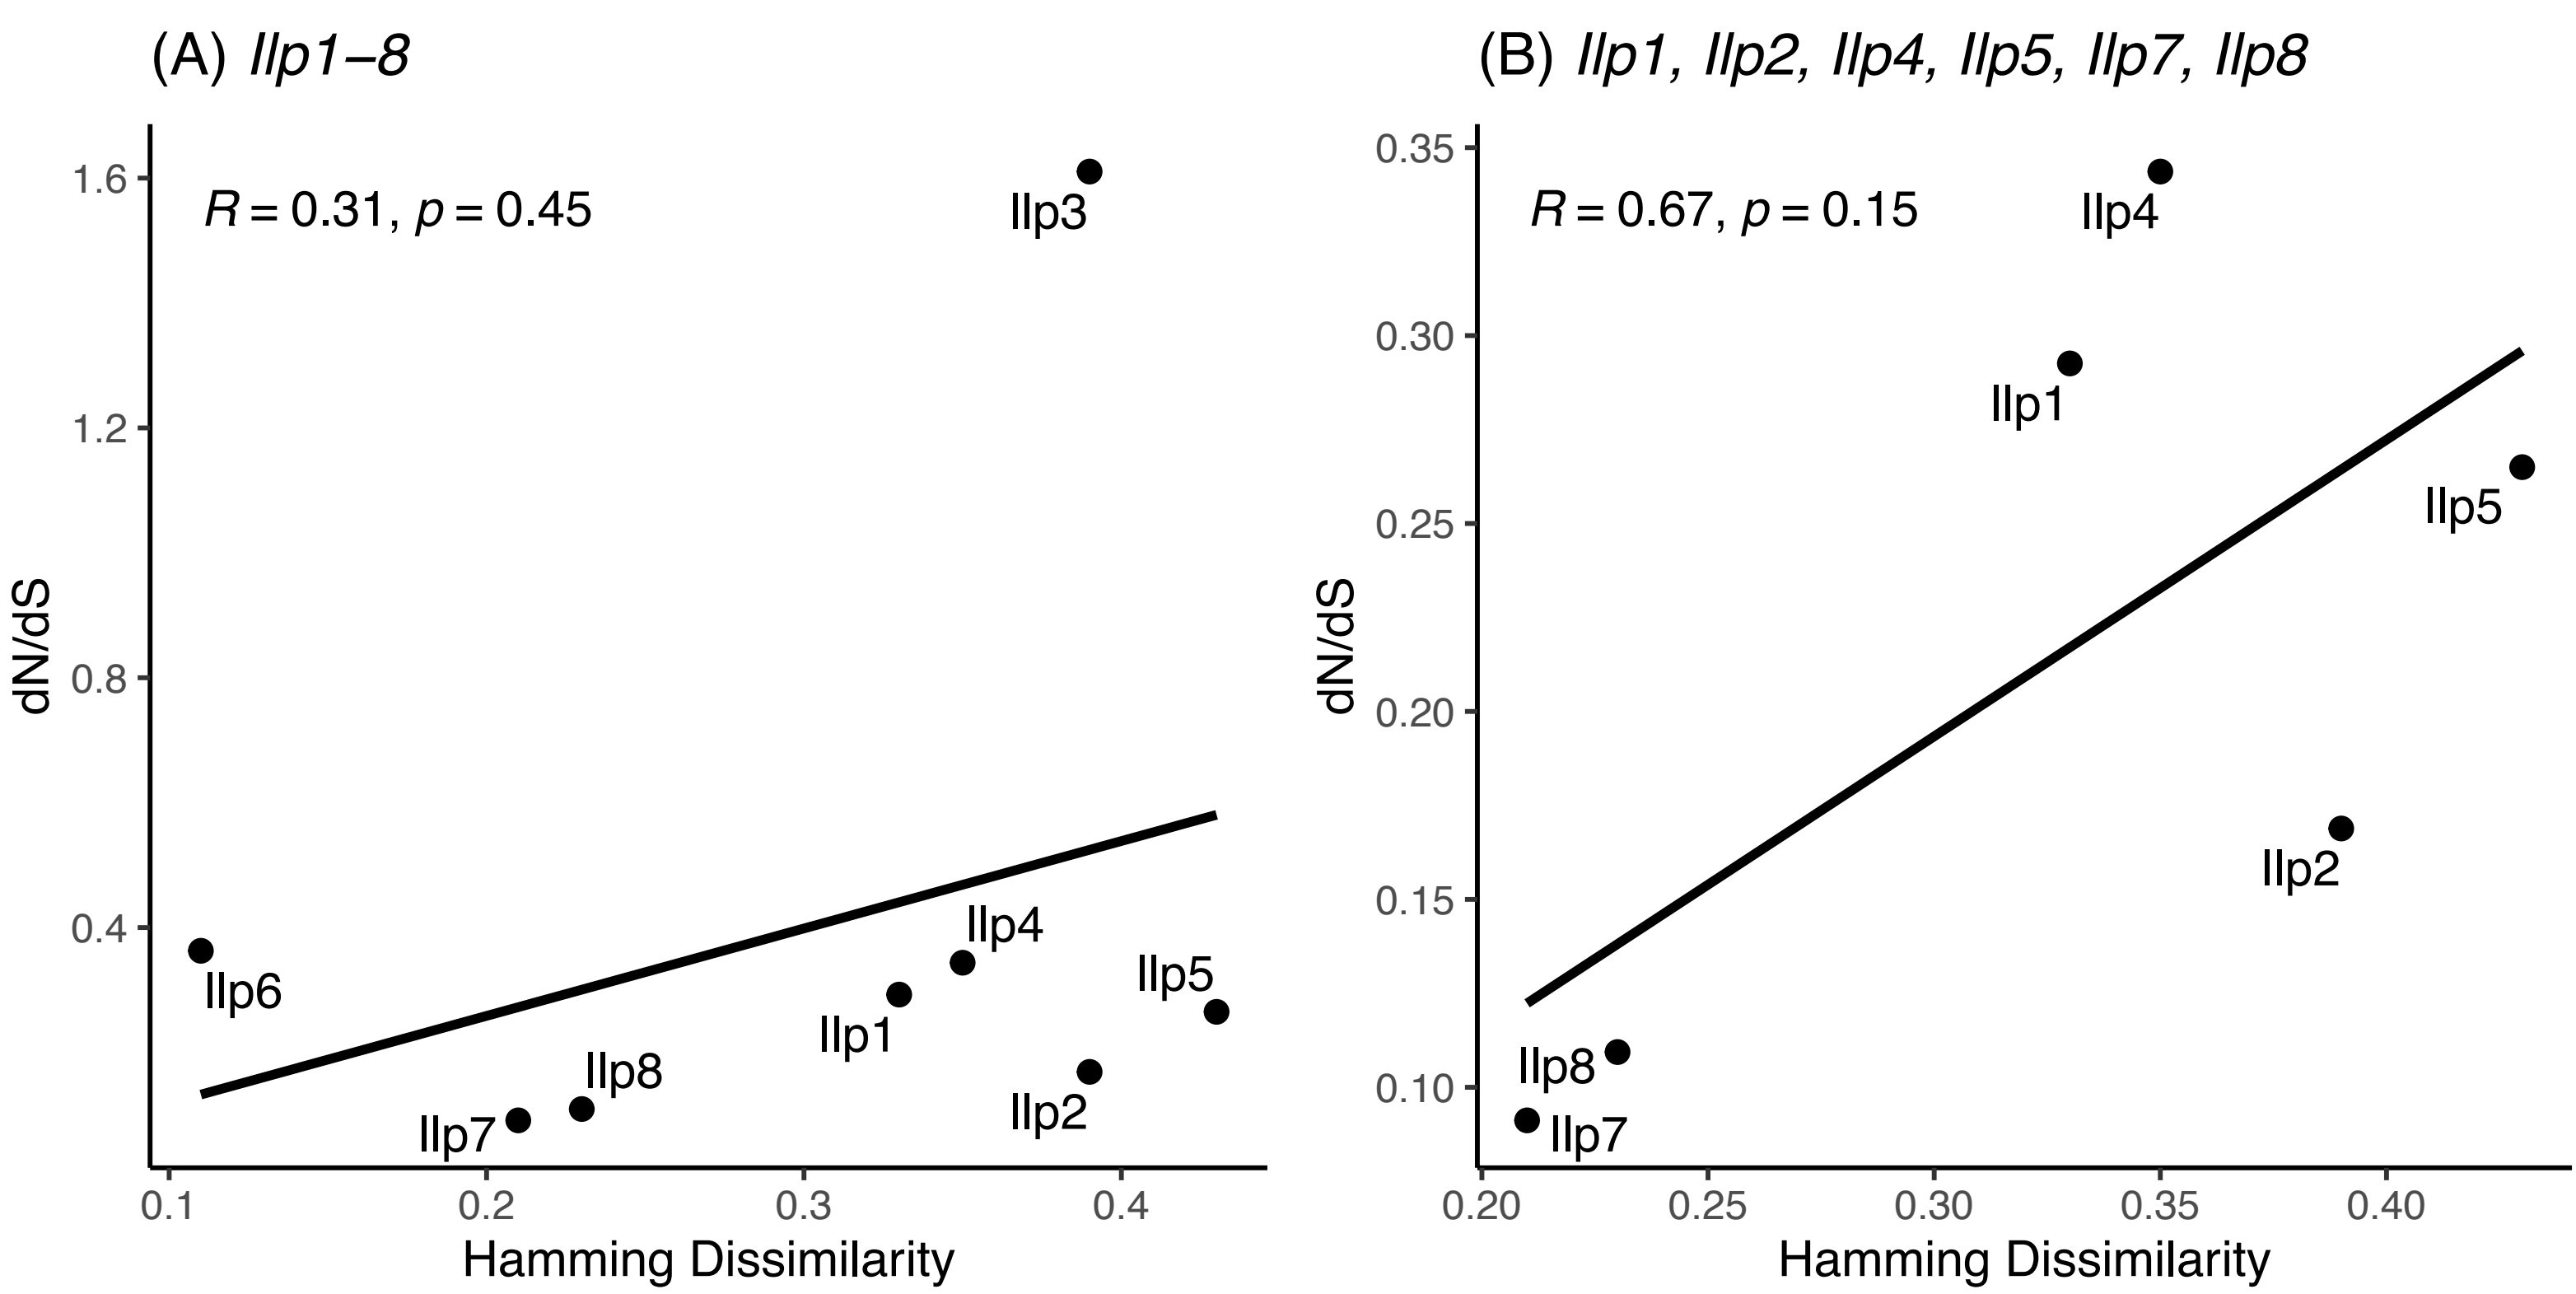 (A) Ilp1–8
R = 0.31, p = 0.45
Ilp3
Ilp4
Ilp5
Ilp6
Ilp1
Ilp8
Ilp2
Ilp7
1.6
1.2
0.8
0.4
dN/dS
0.1 0.2 0.3 0.4
Hamming Dissimilarity
(B) Ilp1, Ilp2, Ilp4, Ilp5, Ilp7, Ilp8
R = 0.67, p = 0.15
Ilp4
Ilp1
Ilp5
Ilp2
Ilp8
Ilp7
0.35
0.30
0.25
0.20
0.15
0.10
dN/dS
0.20 0.25 0.30 0.35 0.40
Hamming Dissimilarity